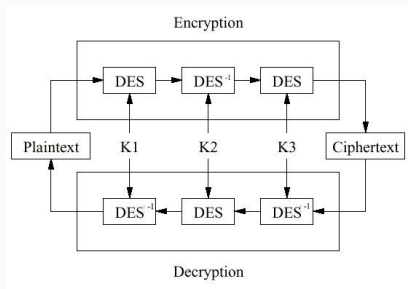 Encryption
DES DES⁻¹ DES
Plaintext K1 K2 K3 Ciphertext
DES⁻¹ DES DES⁻¹
Decryption